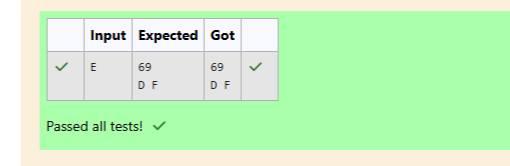 Input Expected Got
E 69 69
D F D F
Passed all tests!